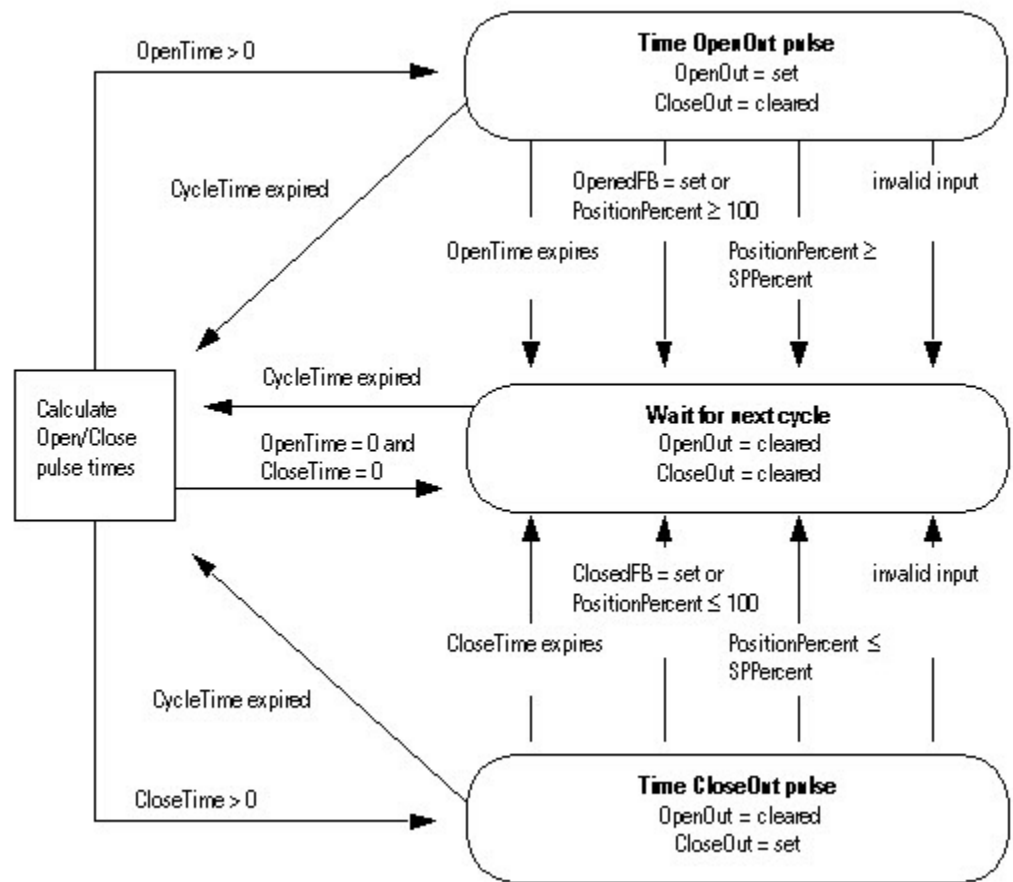 Time OpenOut pulse
OpenOut = set
CloseOut = cleared
OpenTime > 0
CycleTime expired
OpenedFB = set or
PositionPercent ≥ 100
invalid input
OpenTime expires
PositionPercent ≥
SPPercent
CycleTime expired
Calculate
Open/Close
pulse times
OpenTime = 0 and
CloseTime = 0
Wait for next cycle
OpenOut = cleared
CloseOut = cleared
ClosedFB = set or
PositionPercent ≤ 100
invalid input
CloseTime expires
PositionPercent ≤
SPPercent
CycleTime expired
CloseTime > 0
Time CloseOut pulse
OpenOut = cleared
CloseOut = set